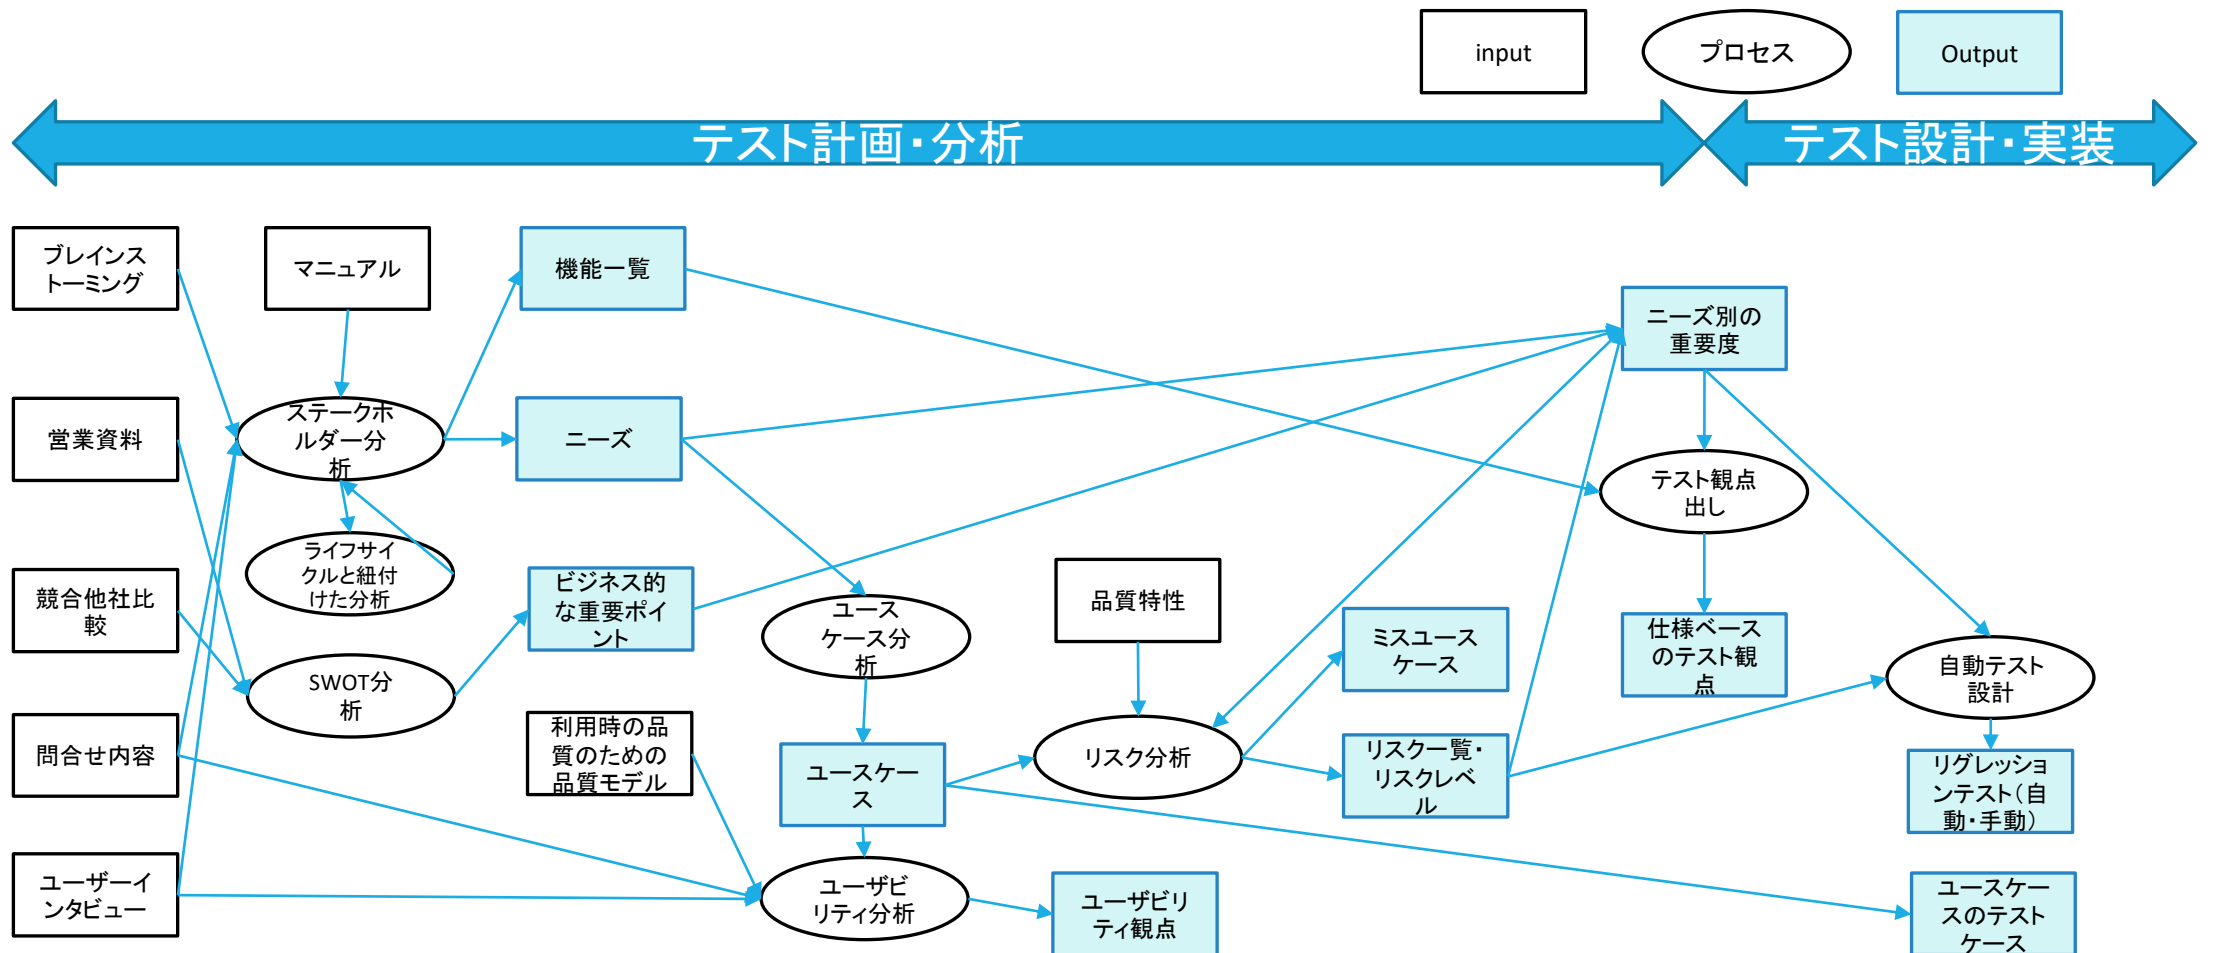 input
プロセス
Output
テスト計画・分析
テスト設計・実装
ブレインス
トーミング
マニュアル
機能一覧
ニーズ別の
重要度
営業資料
ステークホ
ルダー分
析
ニーズ
テスト観点
出し
ライフサイ
クルと紐付
けた分析
競合他社比
較
ビジネス的
な重要ポイ
ント
ユース
ケース分
析
品質特性
ミスユース
ケース
仕様ベース
のテスト観
点
自動テスト
設計
SWOT分
析
問合せ内容
利用時の品
質のための
品質モデル
ユースケー
ス
リスク分析
リスク一覧・
リスクレベ
ル
リグレッショ
ンテスト（自
動・手動）
ユーザーイ
ンタビュー
ユーザビ
リティ分析
ユーザビリ
ティ観点
ユースケー
スのテスト
ケース